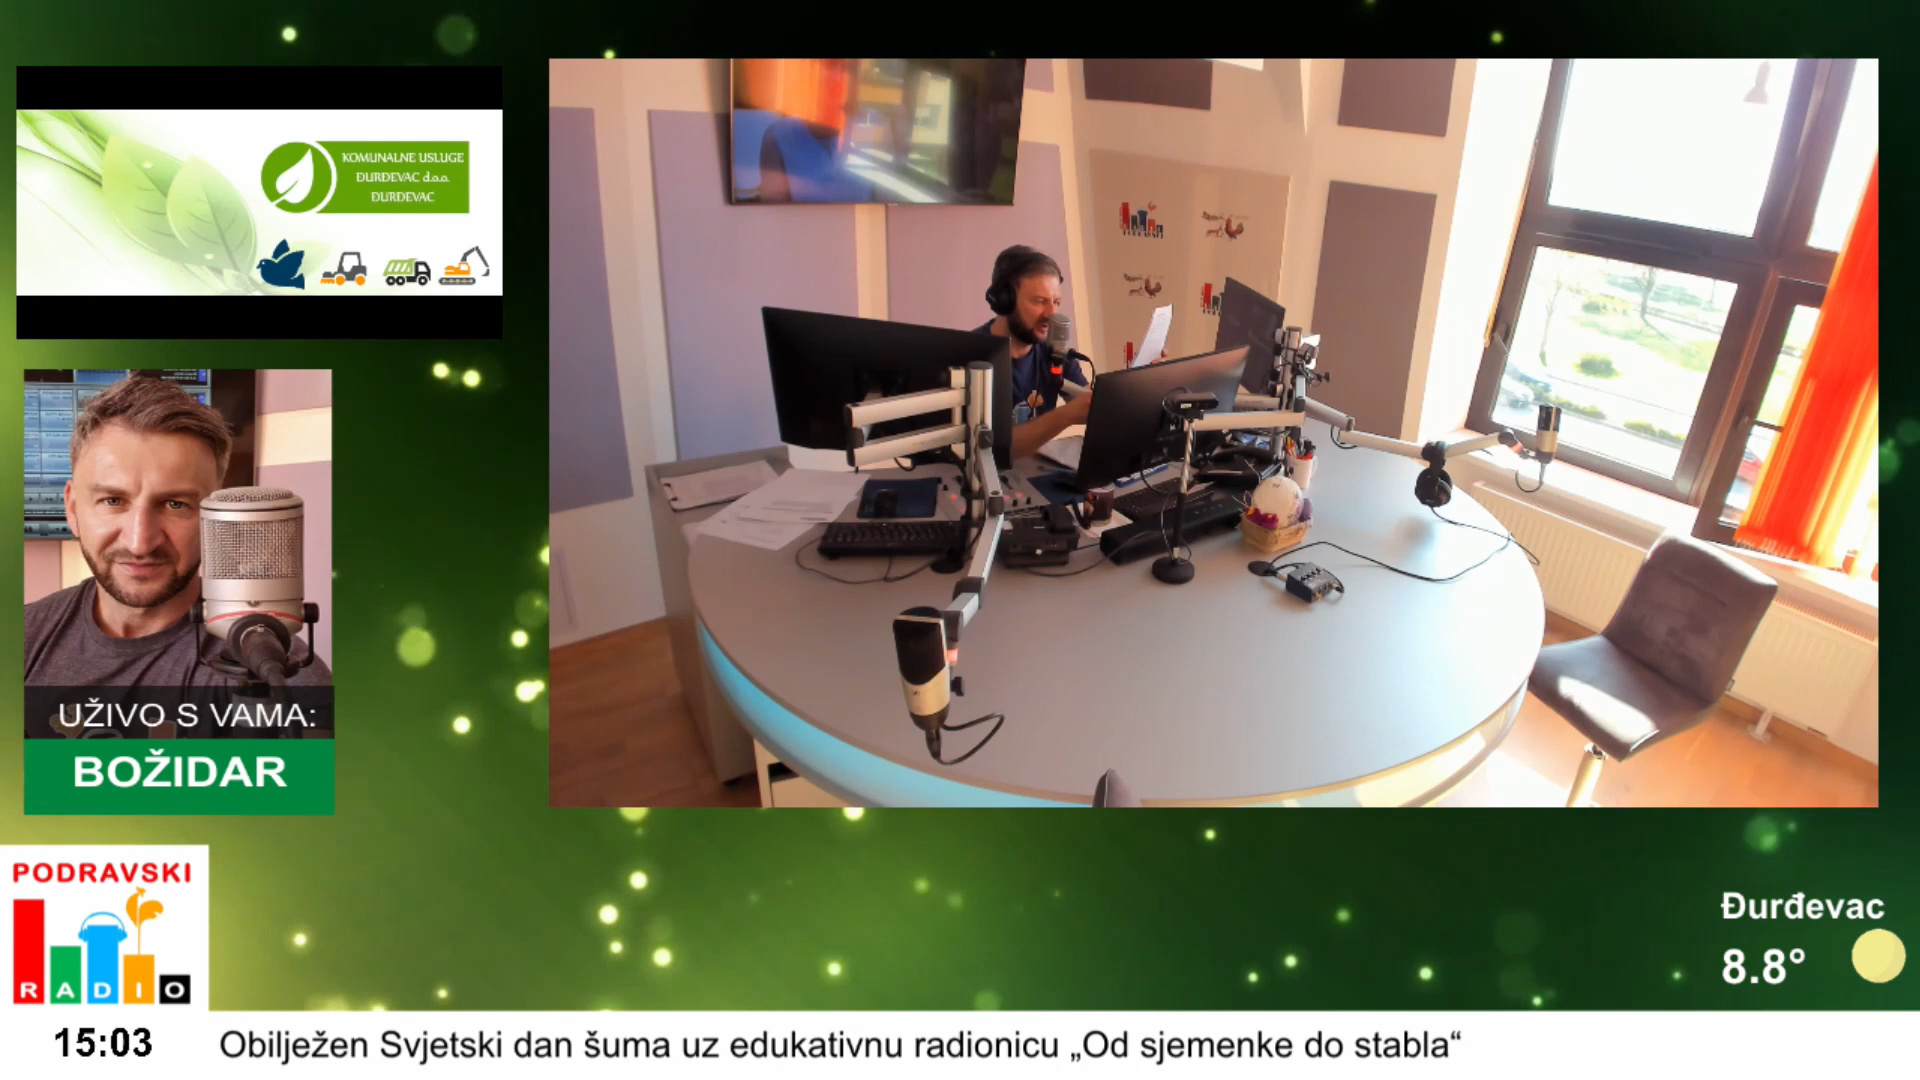 KOMUNALNE USLUGE
ĐURĐEVAC d.o.o.
ĐURĐEVAC
UŽIVO S VAMA:
BOŽIDAR
PODRAVSKI
RADIO
Đurđevac
8.8°
15:03
Obilježen Svjetski dan šuma uz edukativnu radionicu „Od sjemenke do stabla“